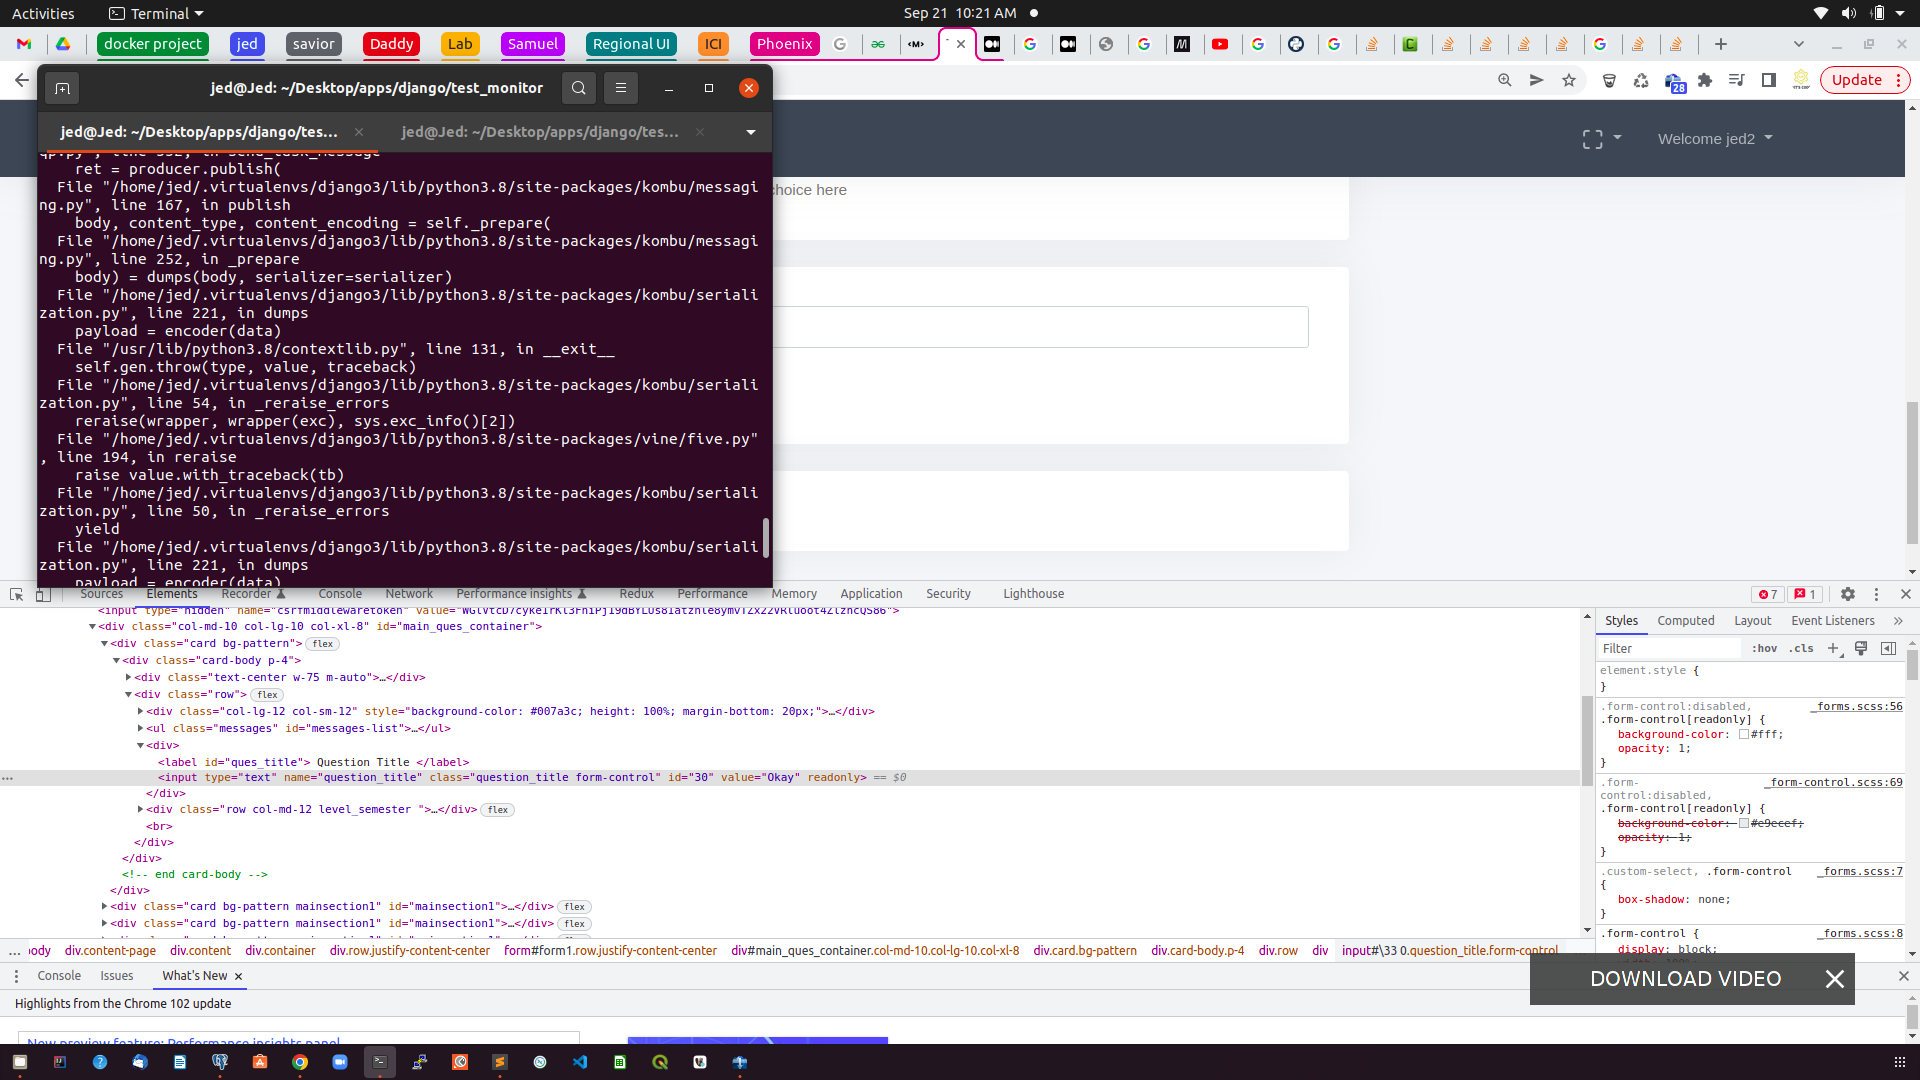 Activities
Terminal
Sep 21 10:21 AM
docker project
jed
savior
Daddy
Lab
Samuel
Regional UI
ICI
Phoenix
28
Update
jed@Jed: ~/Desktop/apps/django/test_monitor
jed@Jed: ~/Desktop/apps/django/tes...
jed@Jed: ~/Desktop/apps/django/tes...
Welcome jed2
choice here
qp.py", line 552, in send_task_message
ret = producer.publish(
File "/home/jed/.virtualenvs/django3/lib/python3.8/site-packages/kombu/messagi
ng.py", line 167, in publish
body, content_type, content_encoding = self._prepare(
File "/home/jed/.virtualenvs/django3/lib/python3.8/site-packages/kombu/messagi
ng.py", line 252, in _prepare
body) = dumps(body, serializer=serializer)
File "/home/jed/.virtualenvs/django3/lib/python3.8/site-packages/kombu/seriali
zation.py", line 221, in dumps
payload = encoder(data)
File "/usr/lib/python3.8/contextlib.py", line 131, in __exit__
self.gen.throw(type, value, traceback)
File "/home/jed/.virtualenvs/django3/lib/python3.8/site-packages/kombu/seriali
zation.py", line 54, in _reraise_errors
reraise(wrapper, wrapper(exc), sys.exc_info()[2])
File "/home/jed/.virtualenvs/django3/lib/python3.8/site-packages/vine/five.py"
, line 194, in reraise
raise value.with_traceback(tb)
File "/home/jed/.virtualenvs/django3/lib/python3.8/site-packages/kombu/seriali
zation.py", line 50, in _reraise_errors
yield
File "/home/jed/.virtualenvs/django3/lib/python3.8/site-packages/kombu/seriali
zation.py", line 221, in dumps
payload = encoder(data)
Sources
Elements
Recorder
Console
Network
Performance insights
Redux
Performance
Memory
Application
Security
Lighthouse
7
1
<input type="hidden" name="csrfmiddlewaretoken"
<div class="col-md-10 col-lg-10 col-xl-8" id="main_ques_container">
<div class="card bg-pattern"> flex
<div class="card-body p-4">
<div class="text-center w-75 m-auto">…</div>
<div class="row"> flex
<div class="col-lg-12 col-sm-12" style="background-color: #007a3c; height: 100%; margin-bottom: 20px;">…</div>
<ul class="messages" id="messages-list">…</ul>
<div>
<label id="ques_title"> Question Title </label>
... <input type="text" name="question_title" class="question_title form-control" id="30" value="Okay" readonly> == $0
</div>
<div class="row col-md-12 level_semester ">…</div> flex
<br>
</div>
</div>
<!-- end card-body -->
</div>
<div class="card bg-pattern mainsection1" id="mainsection1">…</div> flex
<div class="card bg-pattern mainsection1" id="mainsection1">…</div> flex
... body div.content-page div.content div.container div.row.justify-content-center form#form1.row.justify-content-center div#main_ques_container.col-md-10.col-lg-10.col-xl-8 div.card.bg-pattern div.card-body.p-4 div.row div input#\33 0.question_title.form-control
Styles
Computed
Layout
Event Listeners
»
Filter
:hov
.cls
element.style {
}
.form-control:disabled, _forms.scss:56
.form-control[readonly] {
background-color: #fff;
opacity: 1;
}
.form- _form-control.scss:69
control:disabled,
.form-control[readonly] {
background-color: #e9ecef;
opacity: 1;
}
.custom-select, .form-control _forms.scss:7
{
box-shadow: none;
}
.form-control { _forms.scss:8
display: block;
Console
Issues
What's New
DOWNLOAD VIDEO
Highlights from the Chrome 102 update
New preview feature: Performance insights panel